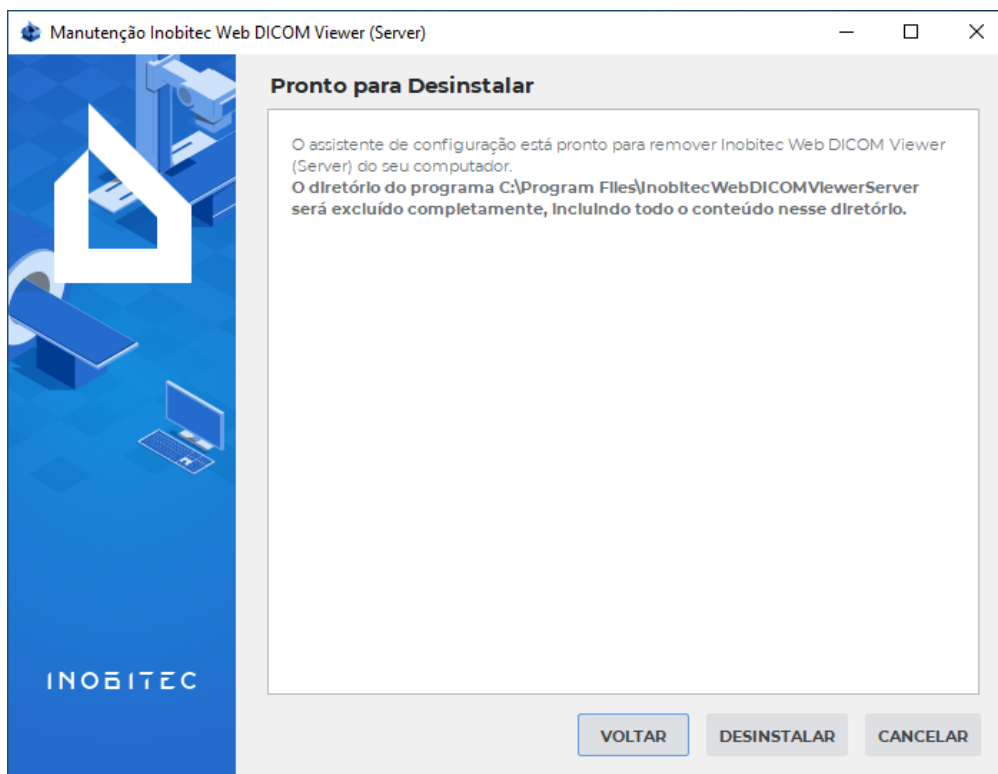 Manutenção Inobitec Web DICOM Viewer (Server)
Pronto para Desinstalar
O assistente de configuração está pronto para remover Inobitec Web DICOM Viewer
(Server) do seu computador.
O diretório do programa C:\Program Files\InobitecWebDICOMViewerServer
será excluído completamente, incluindo todo o conteúdo nesse diretório.
INOBITEC
VOLTAR
DESINSTALAR
CANCELAR